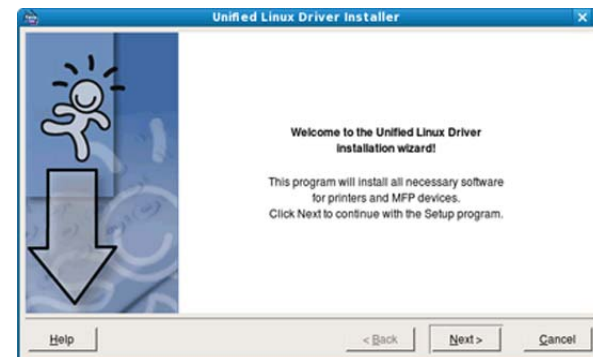 Unified Linux Driver Installer
Welcome to the Unified Linux Driver
installation wizard!
This program will install all necessary software
for printers and MFP devices.
Click Next to continue with the Setup program.
Help
< Back
Next >
Cancel